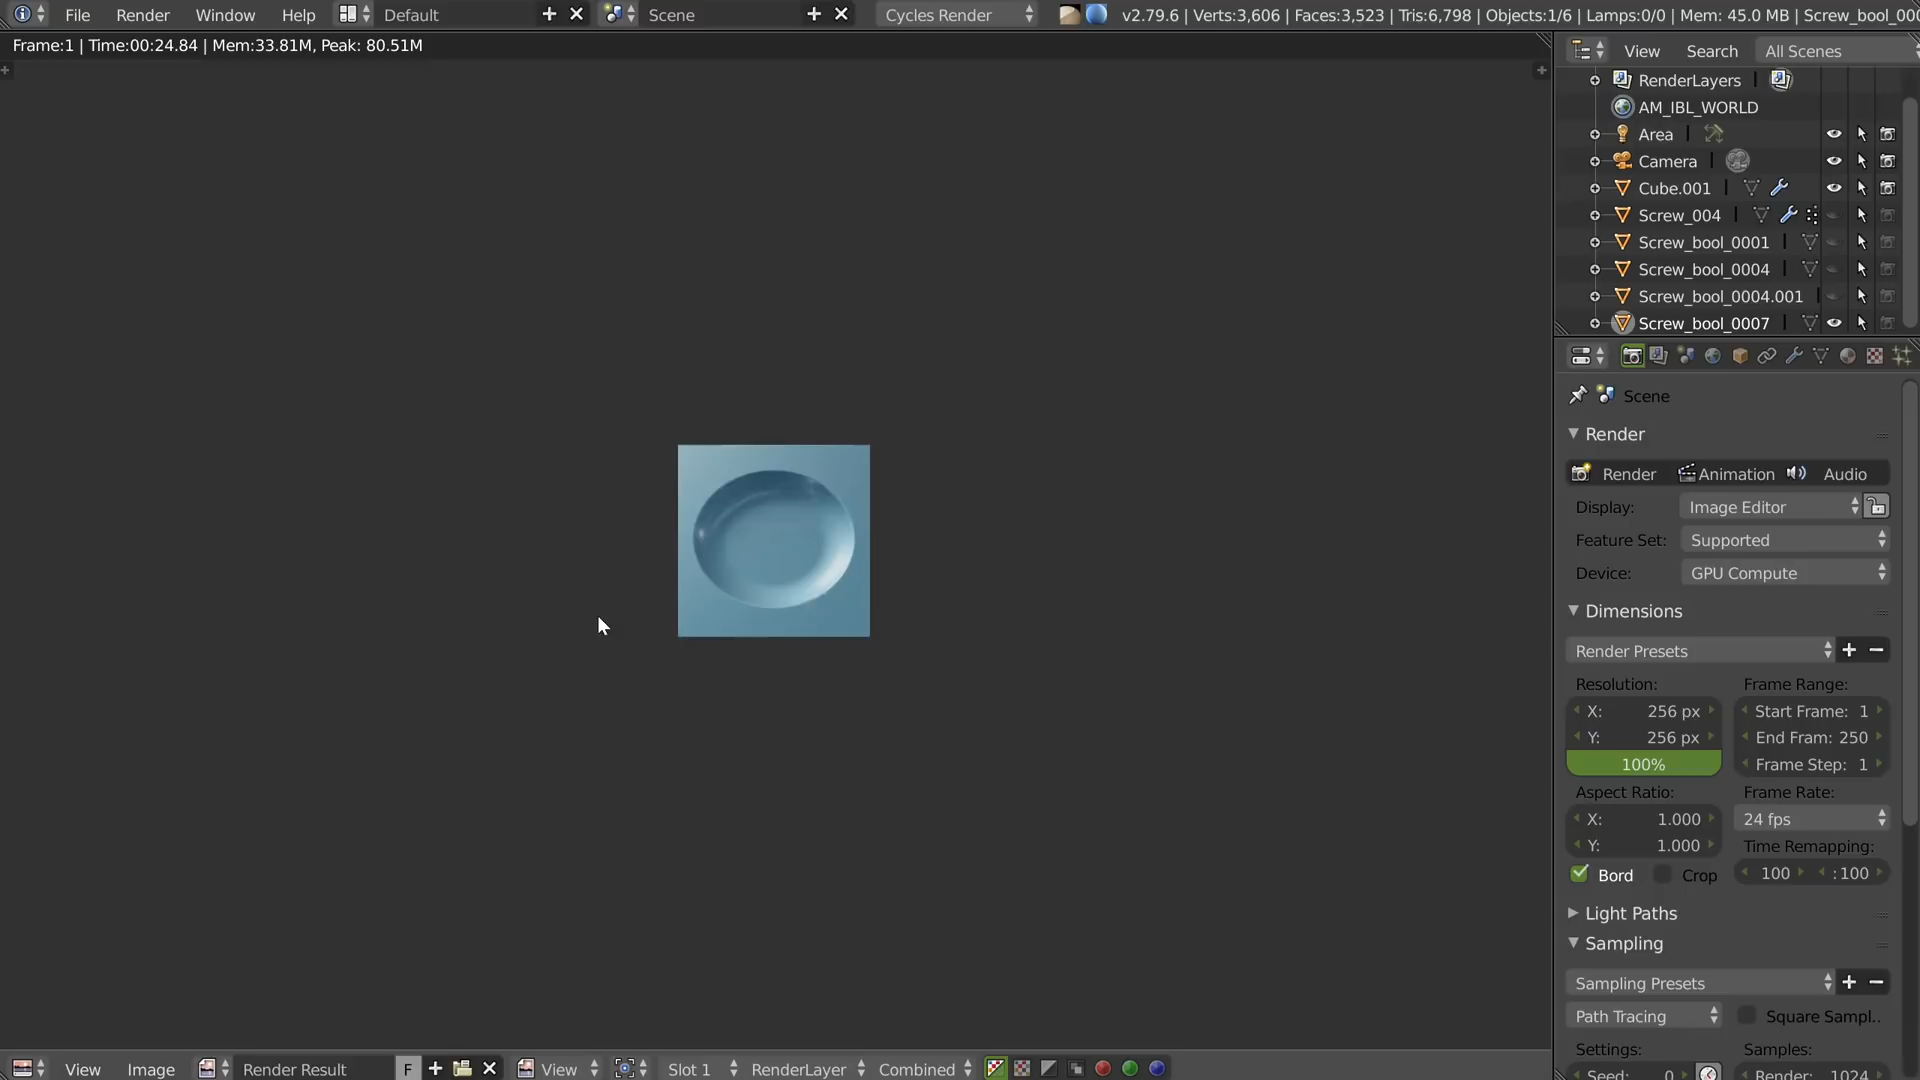 File Render Window Help Default Scene Cycles Render v2.79.6 | Verts:3,606 | Faces:3,523 | Tris:6,798 | Objects:1/6 | Lamps:0/0 | Mem: 45.0 MB | Screw_bool_000
Frame:1 | Time:00:24.84 | Mem:33.81M, Peak: 80.51M
View Search All Scenes
RenderLayers
AM_IBL_WORLD
Area
Camera
Cube.001
Screw_004
Screw_bool_0001
Screw_bool_0004
Screw_bool_0004.001
Screw_bool_0007
Scene
Render
Render Animation Audio
Display: Image Editor
Feature Set: Supported
Device: GPU Compute
Dimensions
Render Presets
Resolution: Frame Range:
X: 256 px Start Frame: 1
Y: 256 px End Fram: 250
100% Frame Step: 1
Aspect Ratio: Frame Rate:
X: 1.000 24 fps
Y: 1.000 Time Remapping:
Bord Crop 100 :100
Light Paths
Sampling
Sampling Presets
Path Tracing Square Sampl..
Settings: Samples:
Seed: 0 Render: 1024
View Image Render Result F View Slot 1 RenderLayer Combined